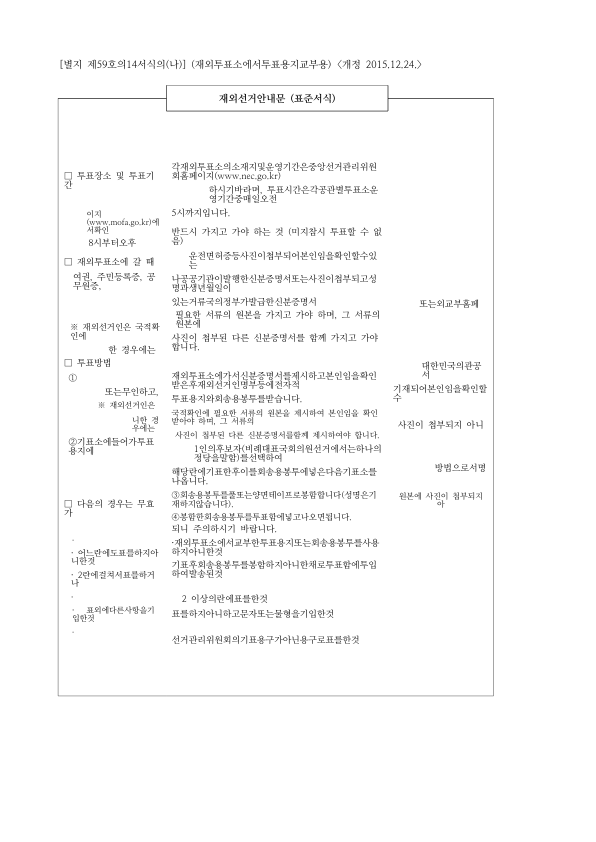 [별지 제59호의14서식의(나)] (재외투표소에서투표용지교부용) <개정 2015.12.24.>
재외선거안내문 (표준서식)
□ 투표장소 및 투표기
간
각재외투표소의소재지및운영기간은중앙선거관리위원
회홈페이지(www.nec.go.kr)
하시기바라며, 투표시간은각공관별투표소운
영기간중매일오전
이지
(www.mofa.go.kr)에
서확인
8시부터오후
5시까지입니다.
반드시 가지고 가야 하는 것 (미지참시 투표할 수 없
음)
□ 재외투표소에 갈 때
운전면허증등사진이첨부되어본인임을확인할수있
는
여권, 주민등록증, 공
무원증,
나공공기관이발행한신분증명서또는사진이첨부되고성
명과생년월일이
있는거류국의정부가발급한신분증명서
또는외교부홈페
필요한 서류의 원본을 가지고 가야 하며, 그 서류의
원본에
※ 재외선거인은 국적확
인에
한 경우에는
사진이 첨부된 다른 신분증명서를 함께 가지고 가야
합니다.
□ 투표방법
대한민국의관공
서
①
재외투표소에가서신분증명서를제시하고본인임을확인
받은후재외선거인명부등에전자적
또는무인하고,
투표용지와회송용봉투를받습니다.
기재되어본인임을확인할
수
※ 재외선거인은
국적확인에 필요한 서류의 원본을 제시하여 본인임을 확인
받아야 하며, 그 서류의
니한 경
우에는
사진이 첨부된 다른 신분증명서를함께 제시하여야 합니다.
사진이 첨부되지 아니
②기표소에들어가투표
용지에
1인의후보자(비례대표국회의원선거에서는하나의
정당을말함)를선택하여
해당란에기표한후이를회송용봉투에넣은다음기표소를
나옵니다.
방법으로서명
③회송용봉투를풀또는양면테이프로봉함합니다(성명은기
재하지않습니다).
원본에 사진이 첨부되지
아
□ 다음의 경우는 무효
가
④봉함한회송용봉투를투표함에넣고나오면됩니다.
되니 주의하시기 바랍니다.
·
· 어느란에도표를하지아
니한것
·재외투표소에서교부한투표용지또는회송용봉투를사용
하지아니한것
· 2란에걸쳐서표를하거
나
기표후회송용봉투를봉함하지아니한채로투표함에투입
하여발송된것
·
2 이상의란에표를한것
· 표외에다른사항을기
입한것
표를하지아니하고문자또는물형을기입한것
·
선거관리위원회의기표용구가아닌용구로표를한것